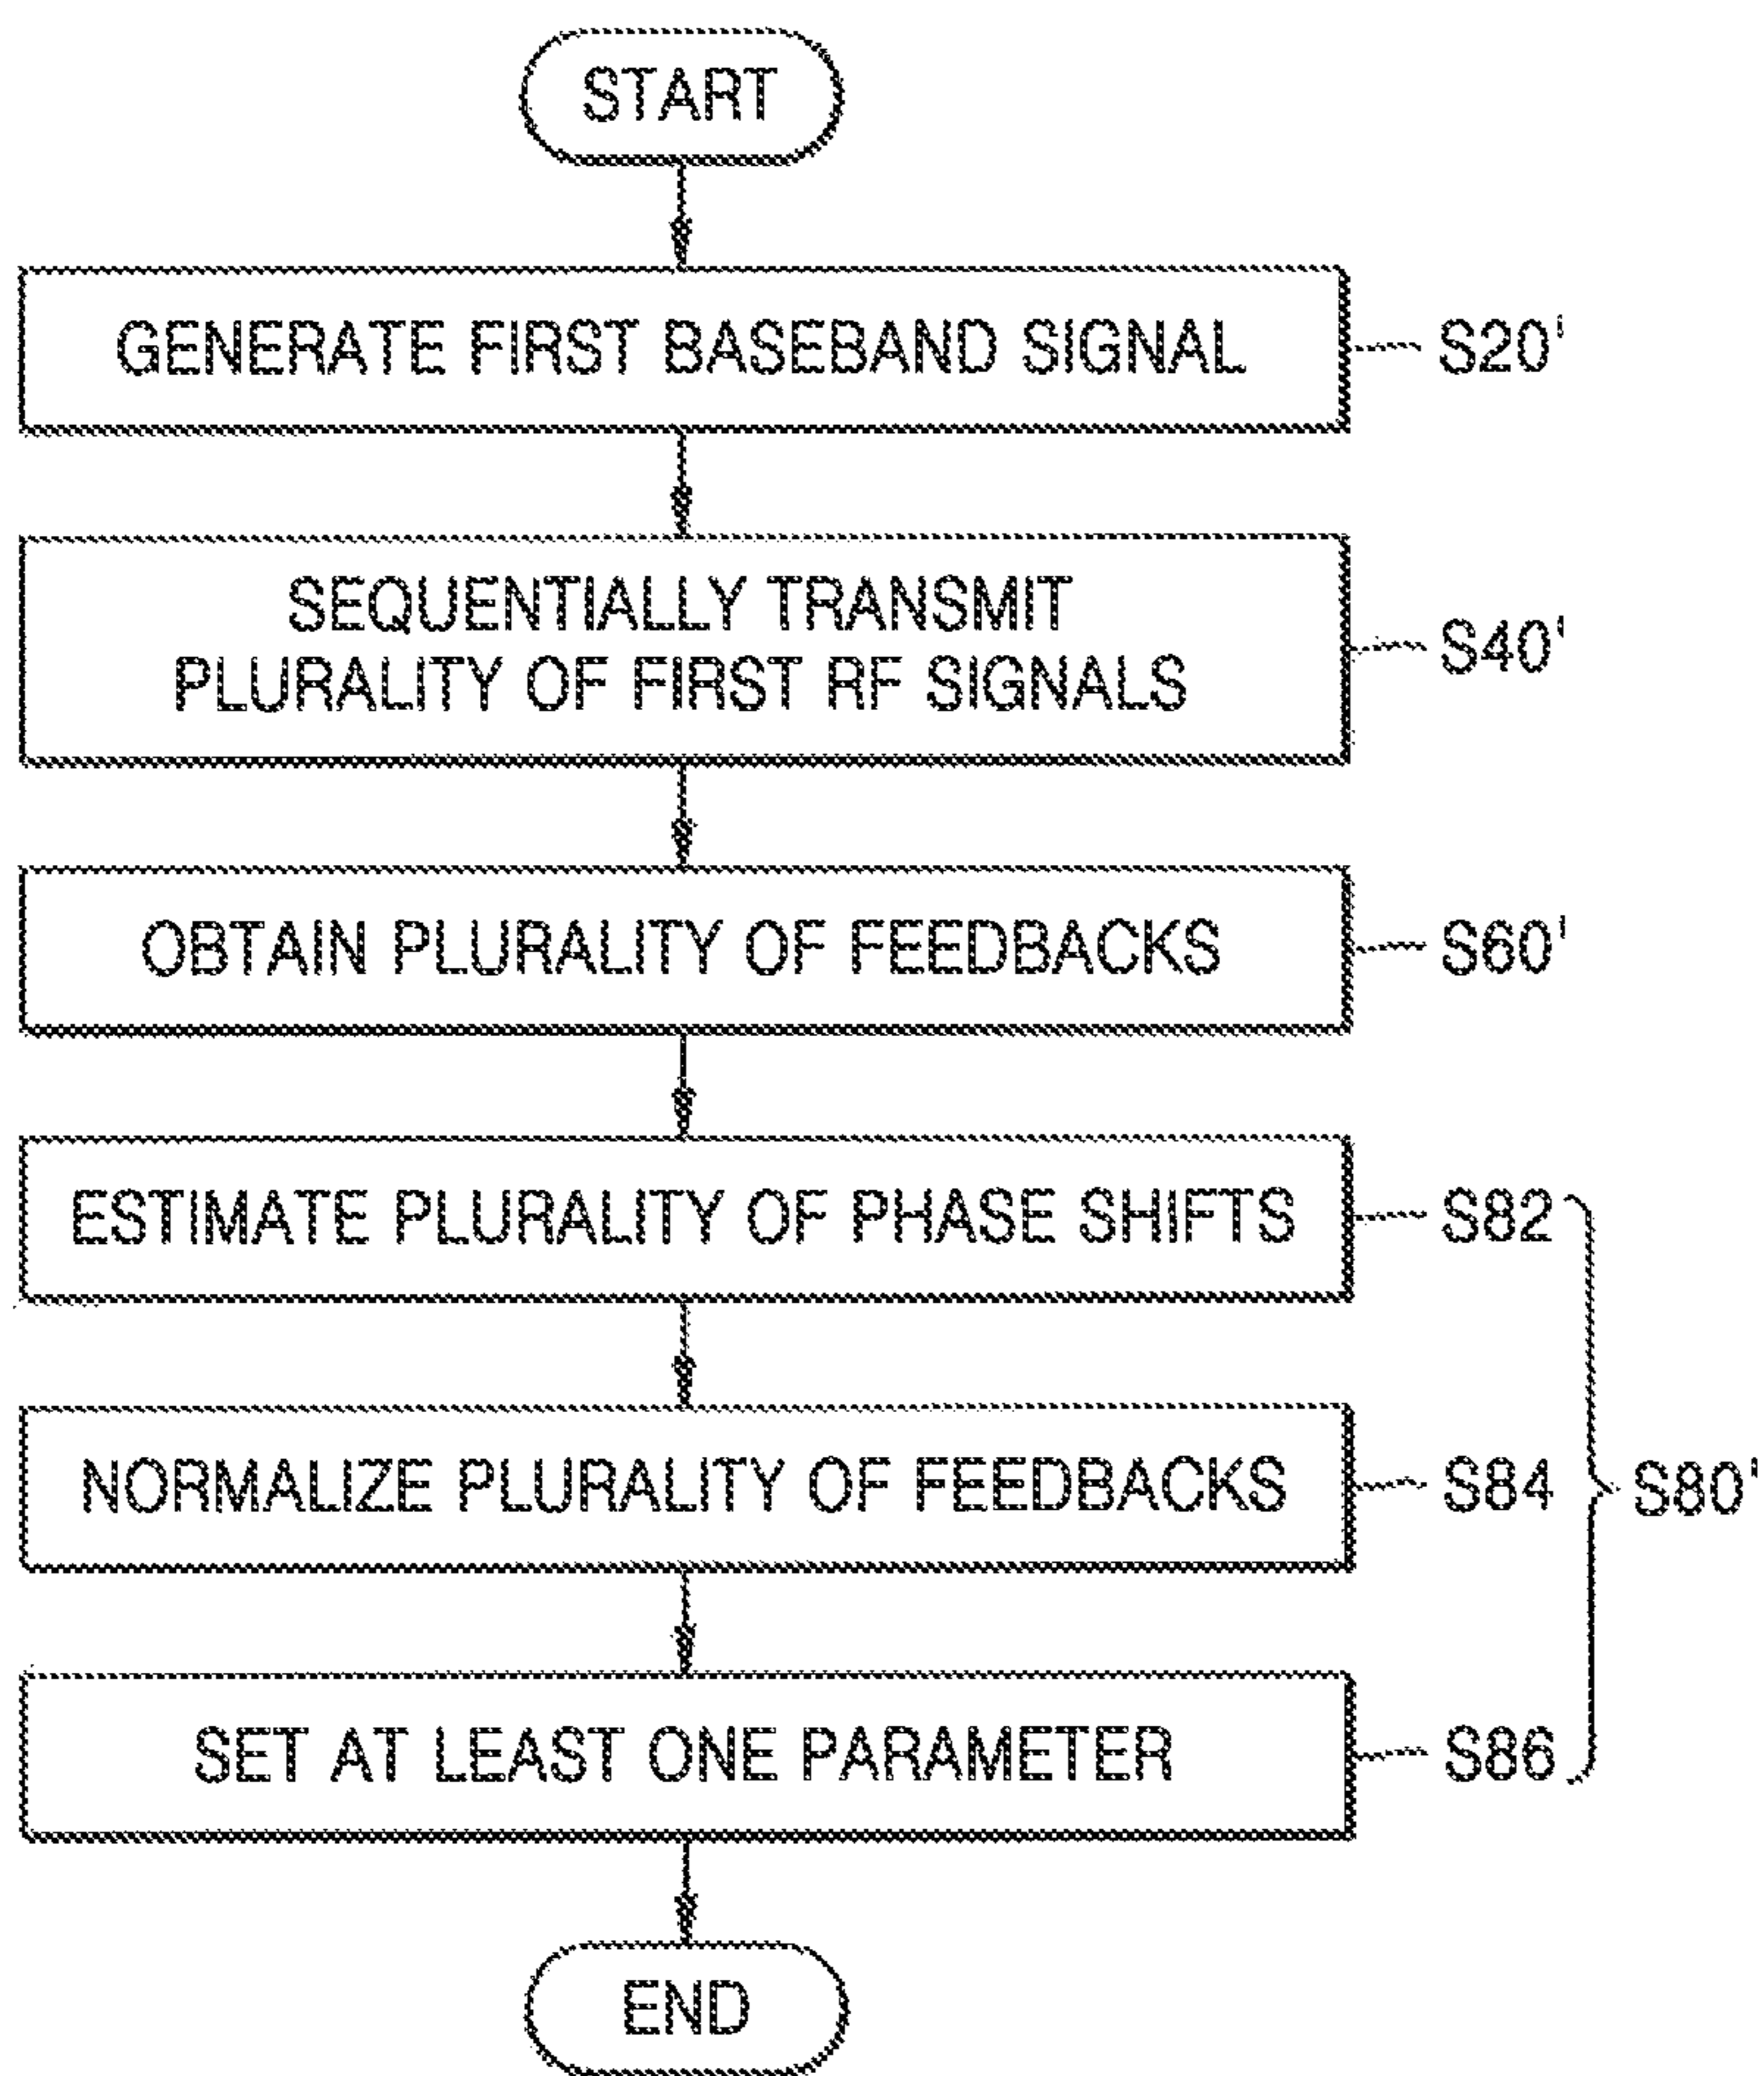 START
GENERATE FIRST BASEBAND SIGNAL
S20'
SEQUENTIALLY TRANSMIT
PLURALITY OF FIRST RF SIGNALS
S40'
OBTAIN PLURALITY OF FEEDBACKS
S60'
ESTIMATE PLURALITY OF PHASE SHIFTS
S82
NORMALIZE PLURALITY OF FEEDBACKS
S84
S80'
SET AT LEAST ONE PARAMETER
S86
END